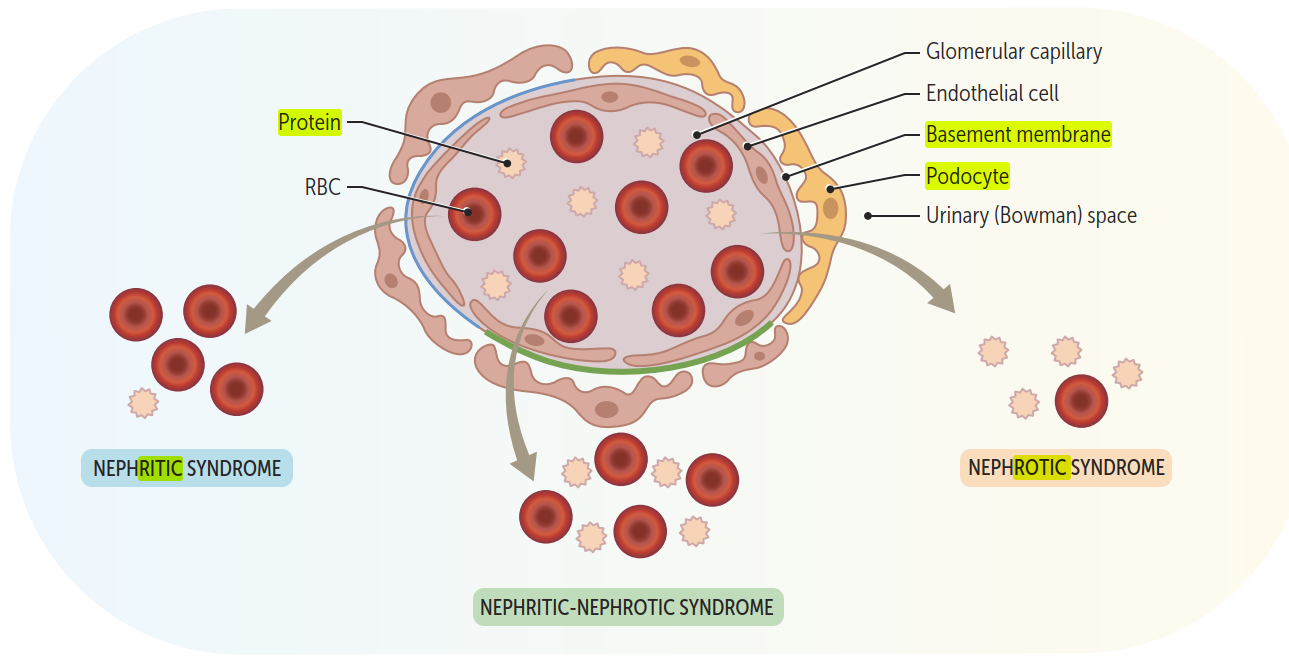 Glomerular capillary
Endothelial cell
Protein
Basement membrane
Podocyte
RBC
Urinary (Bowman) space
NEPHRITIC SYNDROME
NEPHROTIC SYNDROME
NEPHRITIC-NEPHROTIC SYNDROME